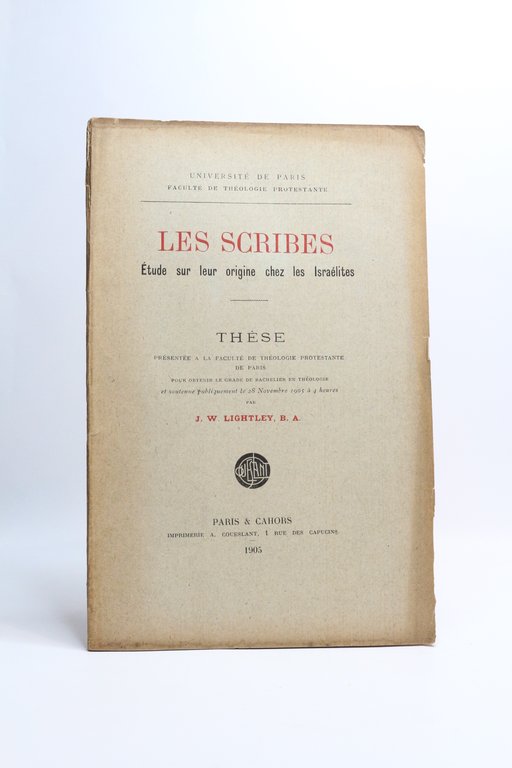 UNIVERSITÉ DE PARIS
FACULTÉ DE THÉOLOGIE PROTESTANTE
LES SCRIBES
Étude sur leur origine chez les Israélites
THÈSE
PRÉSENTÉE A LA FACULTÉ DE THÉOLOGIE PROTESTANTE
DE PARIS
POUR OBTENIR LE GRADE DE BACHELIER EN THÉOLOGIE
et soutenue publiquement le 28 Novembre 1905 à 4 heures
PAR
J. W. LIGHTLEY, B. A.
COUESLANT
PARIS & CAHORS
IMPRIMERIE A. COUESLANT, 1 RUE DES CAPUCINS
1905